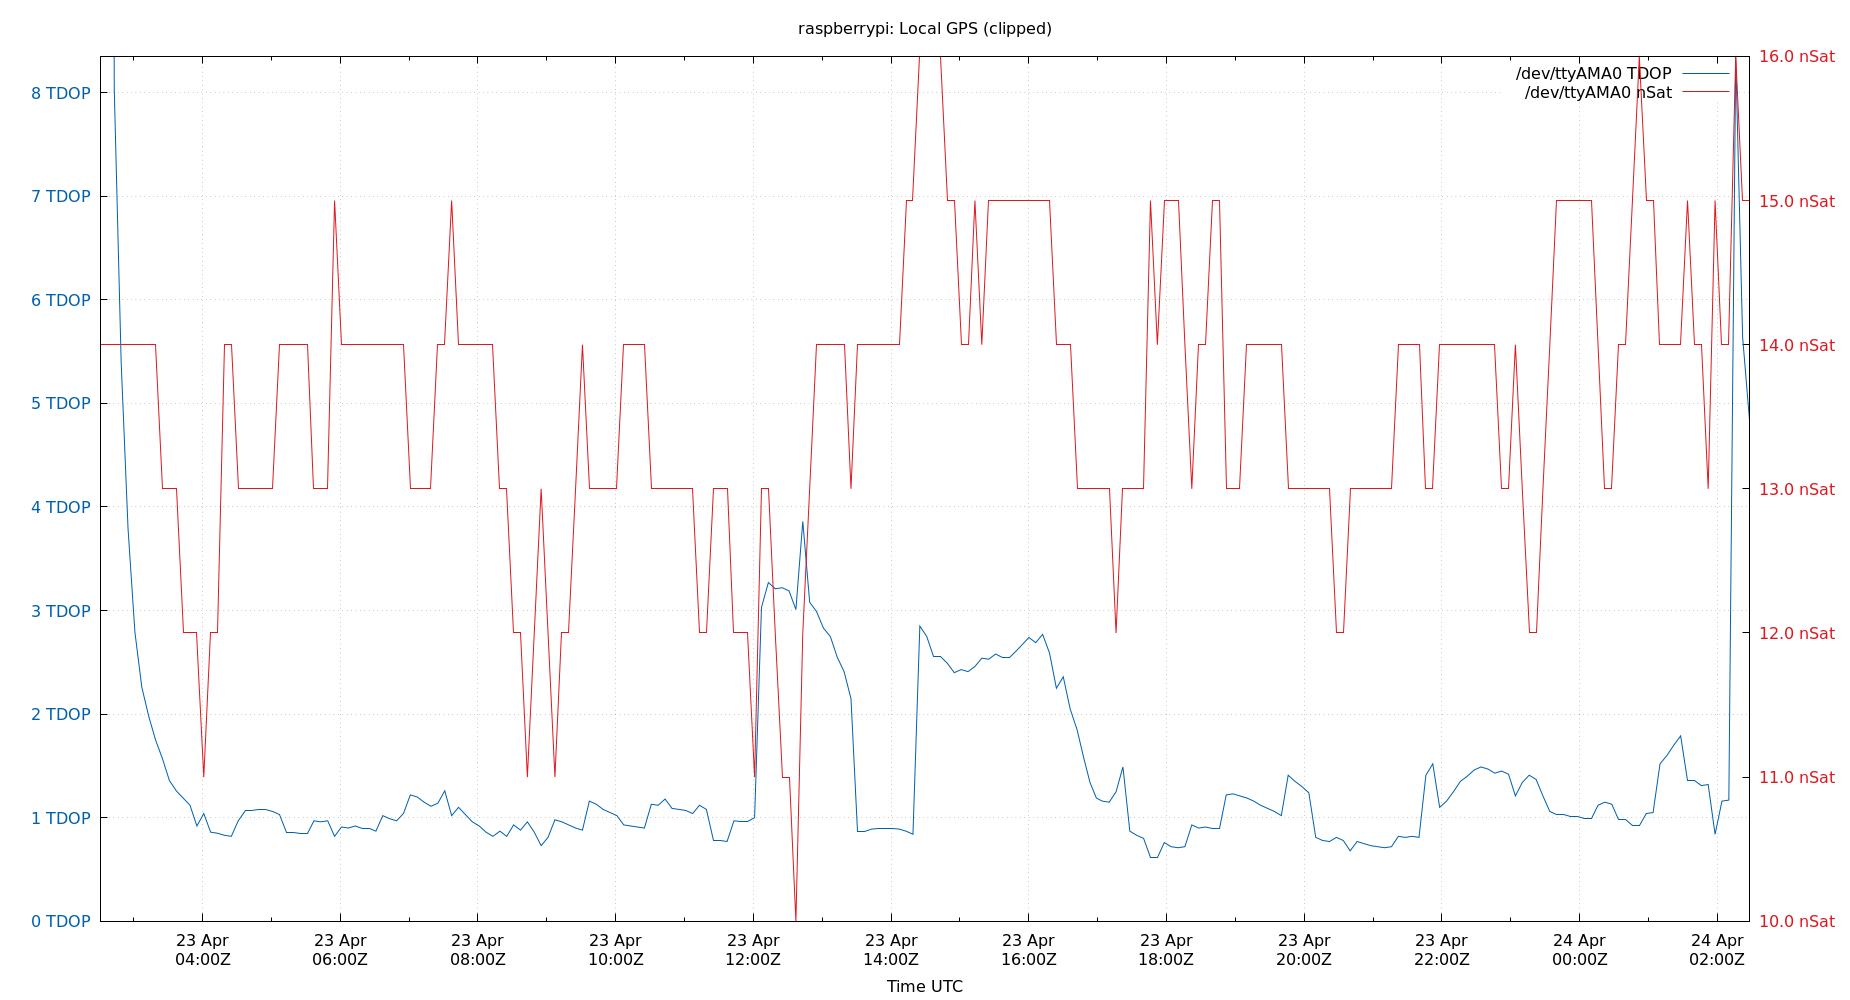 raspberrypi: Local GPS (clipped)
/dev/ttyAMA0 TDOP
/dev/ttyAMA0 nSat
8 TDOP
7 TDOP
6 TDOP
5 TDOP
4 TDOP
3 TDOP
2 TDOP
1 TDOP
0 TDOP
16.0 nSat
15.0 nSat
14.0 nSat
13.0 nSat
12.0 nSat
11.0 nSat
10.0 nSat
23 Apr
04:00Z
23 Apr
06:00Z
23 Apr
08:00Z
23 Apr
10:00Z
23 Apr
12:00Z
23 Apr
14:00Z
23 Apr
16:00Z
23 Apr
18:00Z
23 Apr
20:00Z
23 Apr
22:00Z
24 Apr
00:00Z
24 Apr
02:00Z
Time UTC